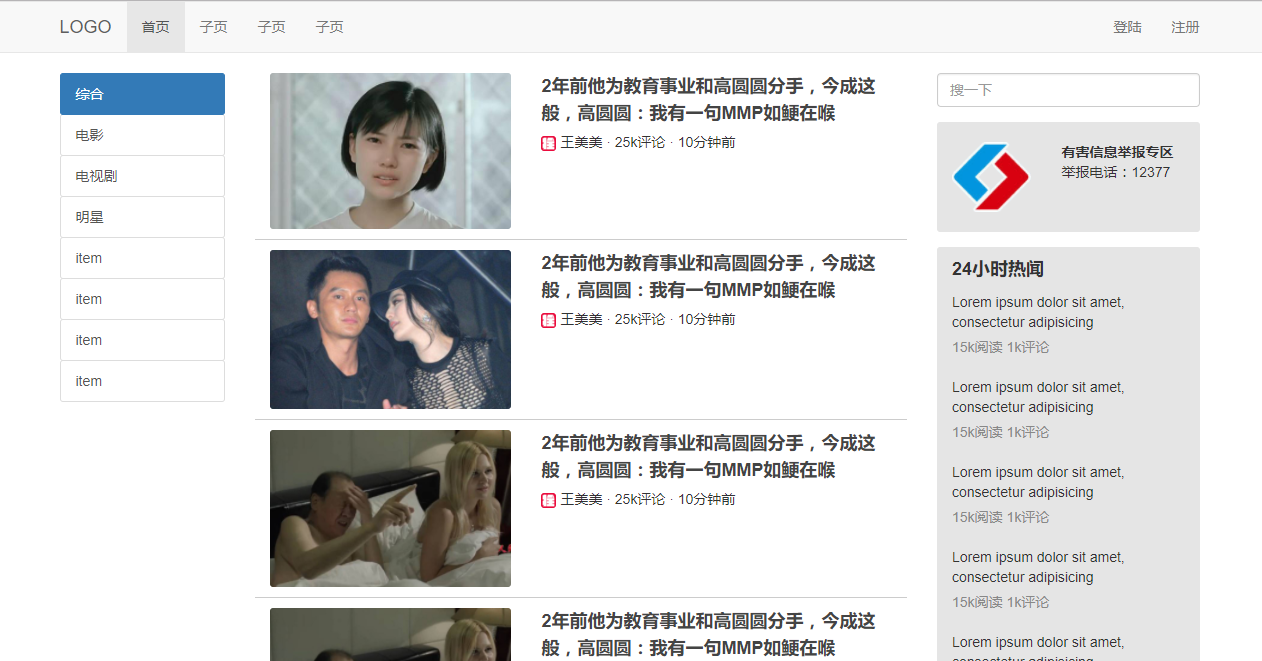 LOGO 首页 子页 子页 子页 登陆 注册
综合
电影
电视剧
明星
item
item
item
item
2年前他为教育事业和高圆圆分手，今成这
般，高圆圆：我有一句MMP如鲠在喉
王美美 · 25k评论 · 10分钟前
2年前他为教育事业和高圆圆分手，今成这
般，高圆圆：我有一句MMP如鲠在喉
王美美 · 25k评论 · 10分钟前
2年前他为教育事业和高圆圆分手，今成这
般，高圆圆：我有一句MMP如鲠在喉
王美美 · 25k评论 · 10分钟前
2年前他为教育事业和高圆圆分手，今成这
般，高圆圆：我有一句MMP如鲠在喉
搜一下
有害信息举报专区
举报电话：12377
24小时热闻
Lorem ipsum dolor sit amet,
consectetur adipisicing
15k阅读 1k评论
Lorem ipsum dolor sit amet,
consectetur adipisicing
15k阅读 1k评论
Lorem ipsum dolor sit amet,
consectetur adipisicing
15k阅读 1k评论
Lorem ipsum dolor sit amet,
consectetur adipisicing
15k阅读 1k评论
Lorem ipsum dolor sit amet,
consectetur adipisicing